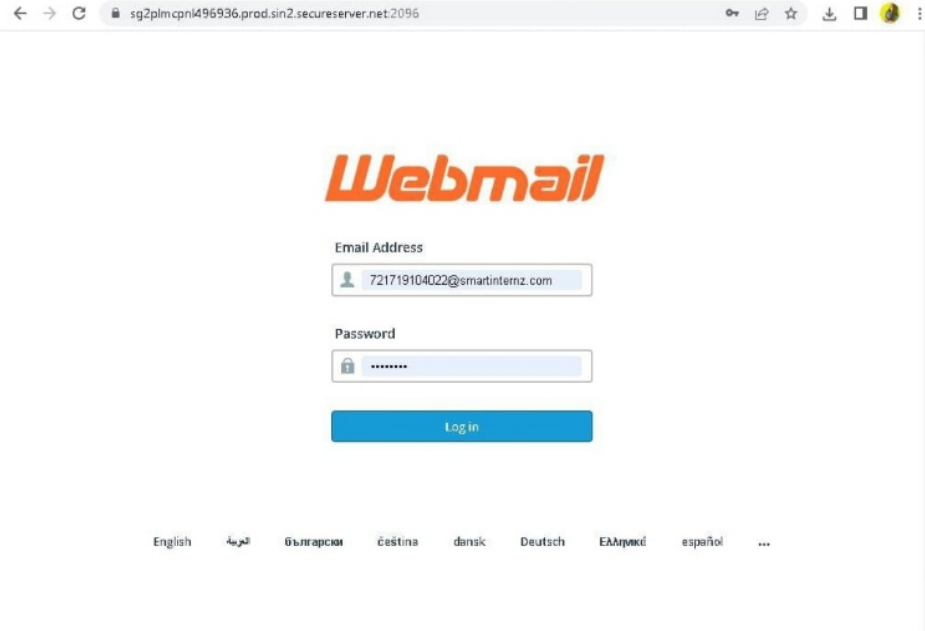 sg2plmcpnl496936.prod.sin2.secureserver.net:2096
Webmail
Email Address
721719104022@smartinternz.com
Password
••••••••
Log in
English العربية български čeština dansk Deutsch Ελληνικά español ...